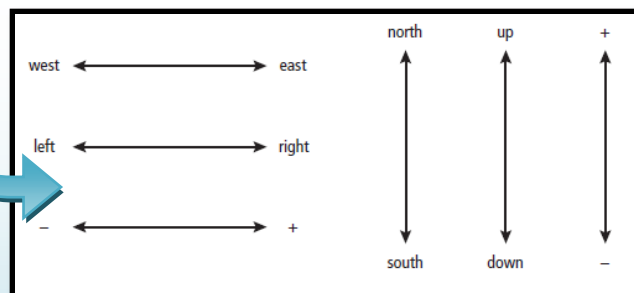 north up +
west east
left right
– +
south down –